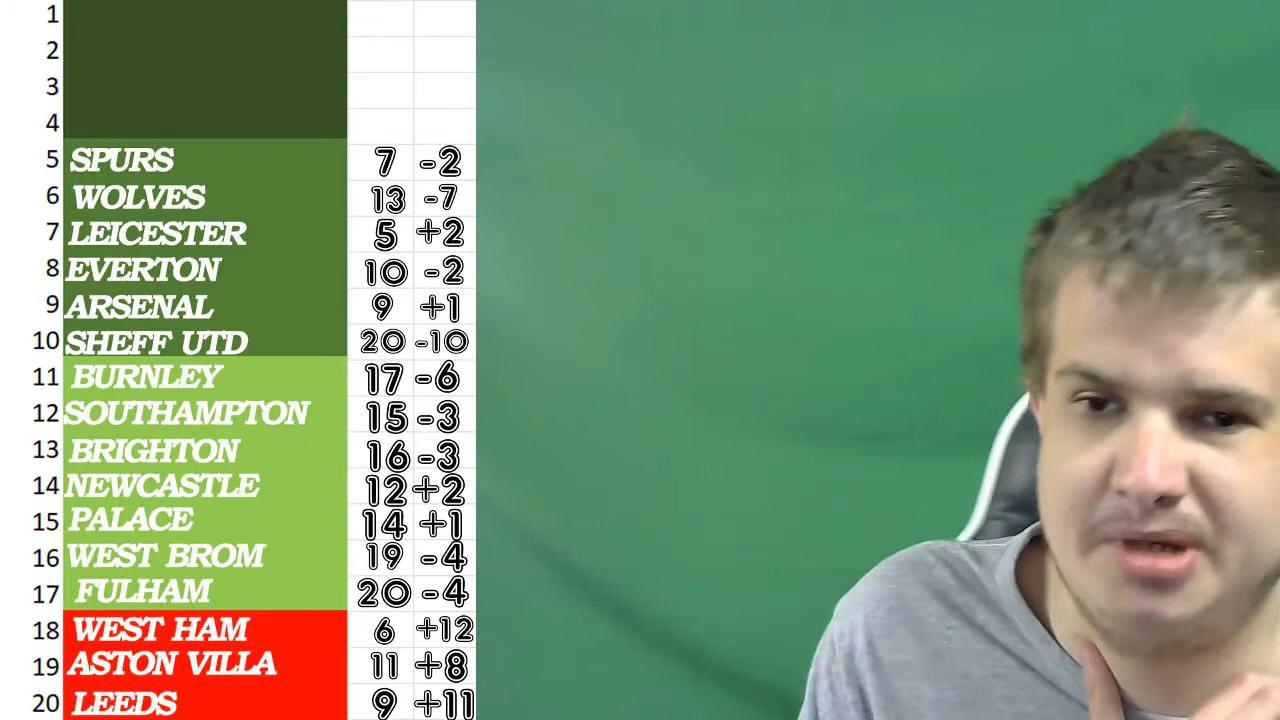 1
2
3
4
5 SPURS 7 -2
6 WOLVES 13 -7
7 LEICESTER 5 +2
8 EVERTON 10 -2
9 ARSENAL 9 +1
10 SHEFF UTD 20 -10
11 BURNLEY 17 -6
12 SOUTHAMPTON 15 -3
13 BRIGHTON 16 -3
14 NEWCASTLE 12 +2
15 PALACE 14 +1
16 WEST BROM 19 -4
17 FULHAM 20 -4
18 WEST HAM 6 +12
19 ASTON VILLA 11 +8
20 LEEDS 9 +11